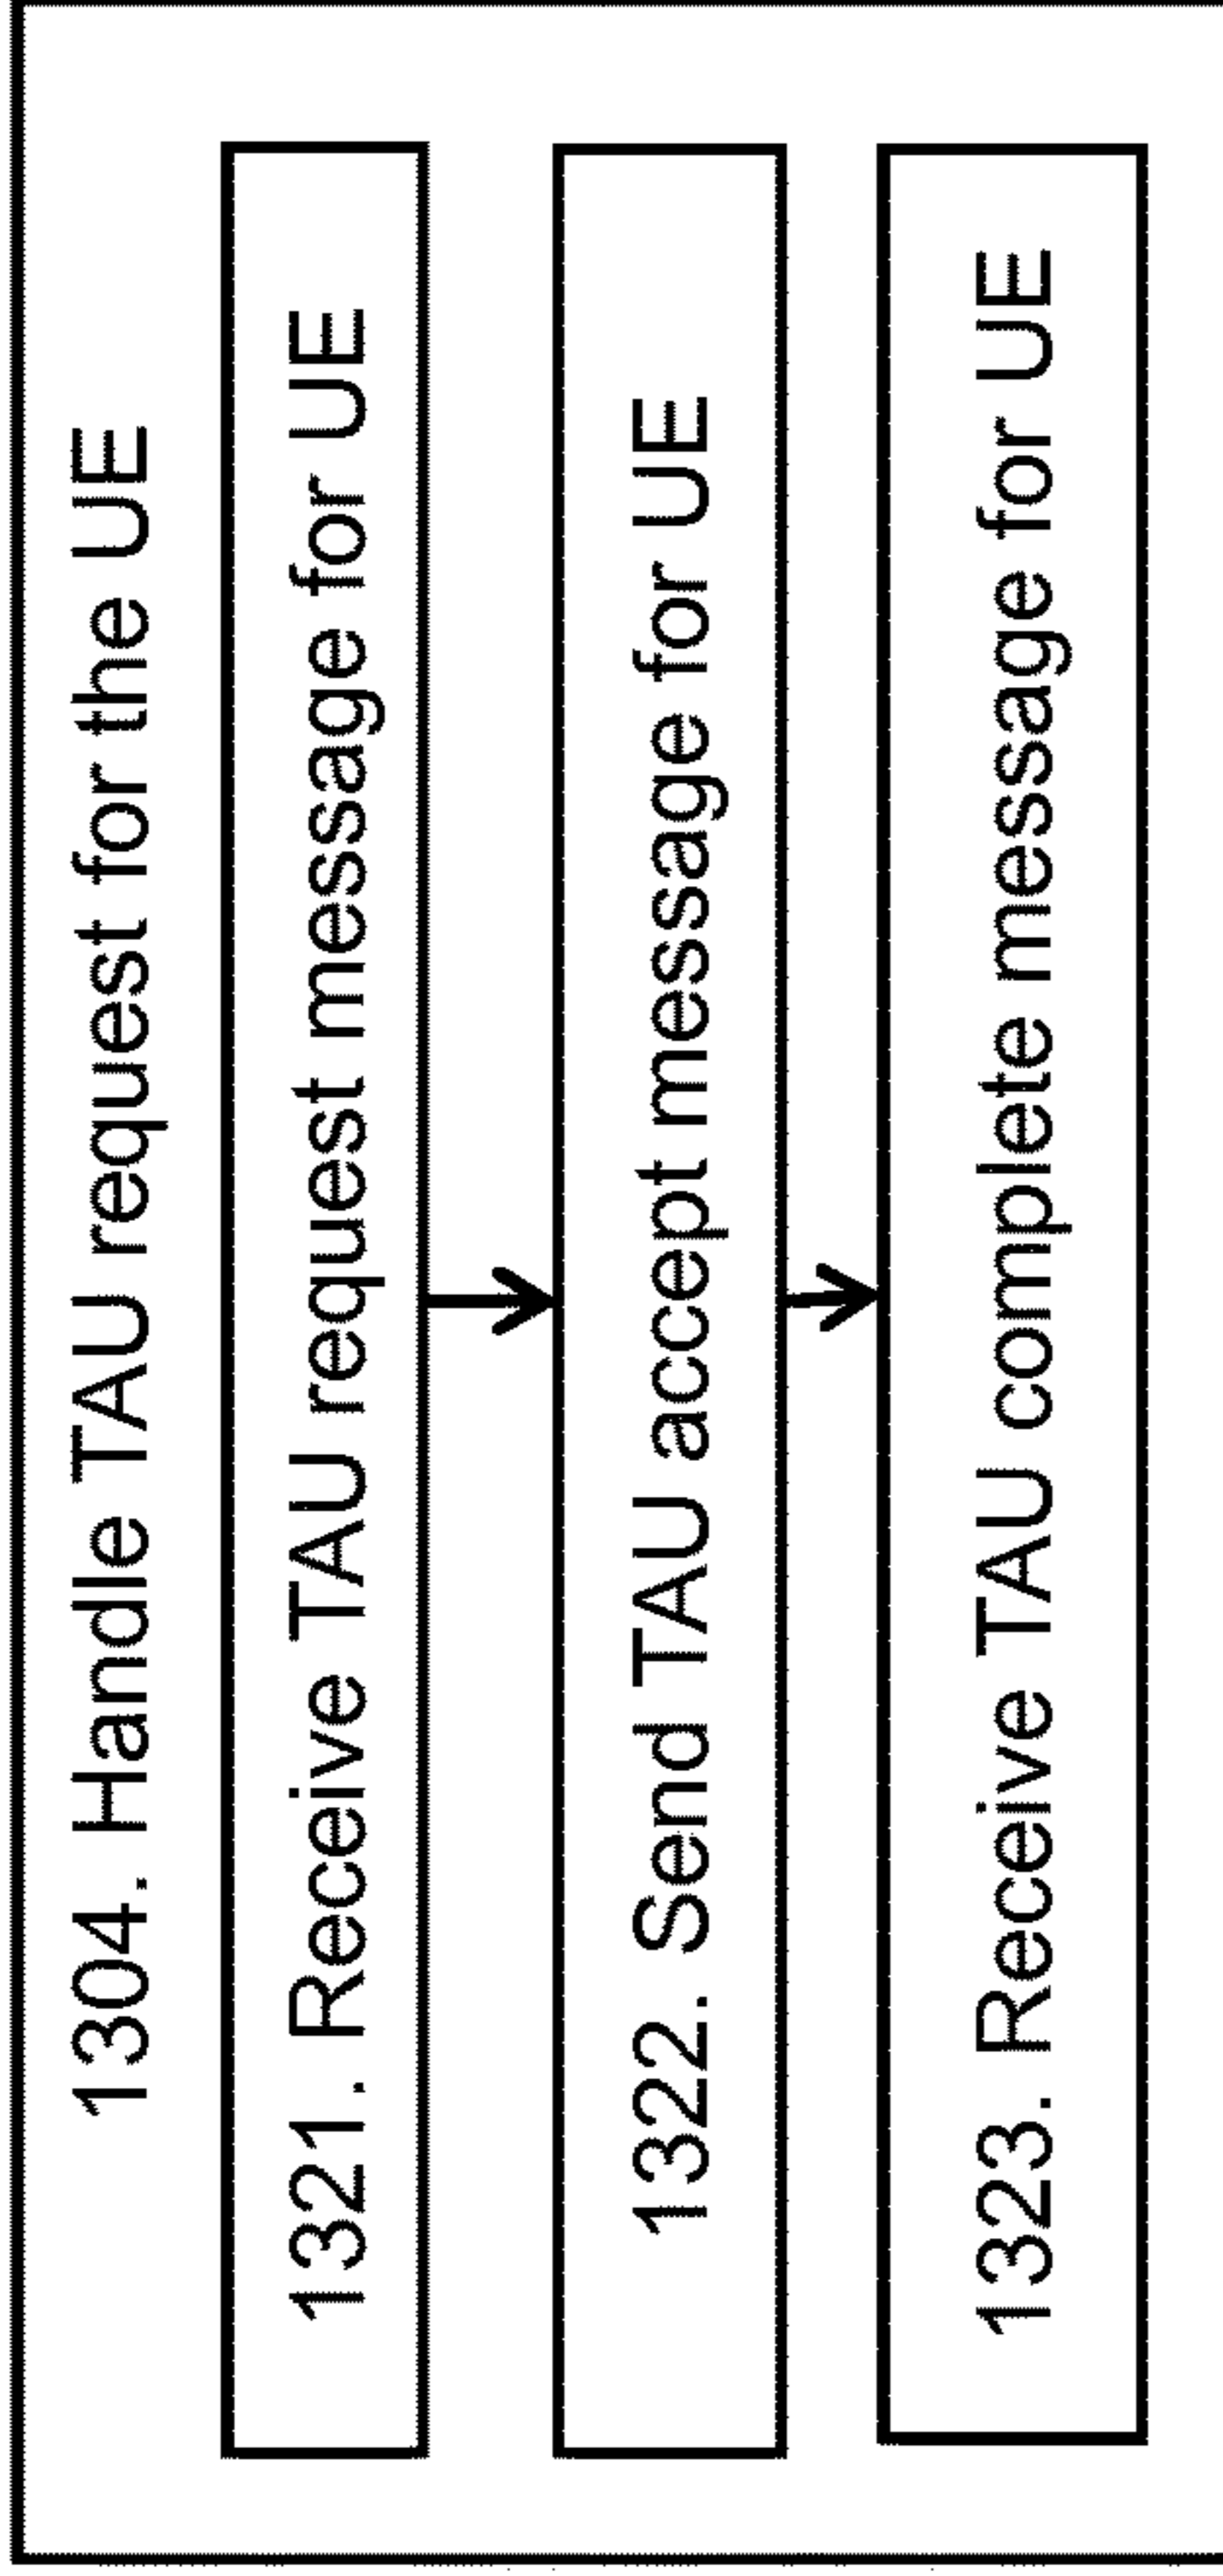 1304. Handle TAU request for the UE
1321. Receive TAU request message for UE
1322. Send TAU accept message for UE
1323. Receive TAU complete message for UE